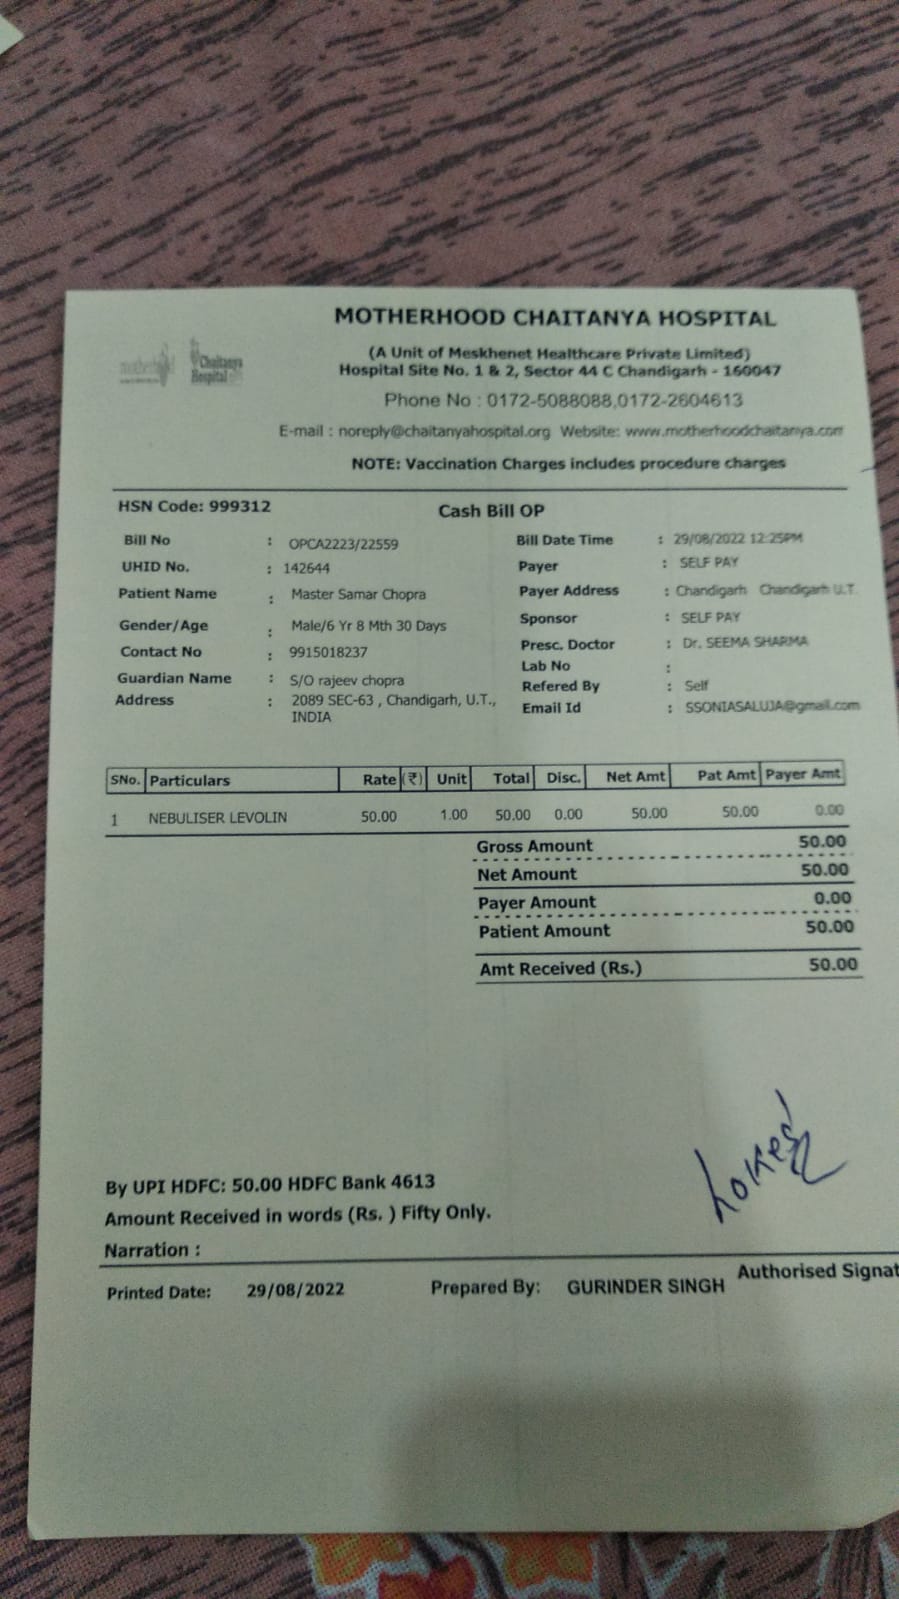 MOTHERHOOD CHAITANYA HOSPITAL
(A Unit of Meskhenet Healthcare Private Limited)
Hospital Site No. 1 & 2, Sector 44 C Chandigarh - 160047
Chaitanya
Hospital
Phone No : 0172-5088088,0172-2604613
E-mail : noreply@chaitanyahospital.org Website: www.motherhoodchaitanya.com
NOTE: Vaccination Charges includes procedure charges
HSN Code: 999312 Cash Bill OP
Bill No : OPCA2223/22559 Bill Date Time : 29/08/2022 12:25PM
UHID No. : 142644 Payer : SELF PAY
Patient Name : Master Samar Chopra Payer Address : Chandigarh Chandigarh U.T.
Gender/Age : Male/6 Yr 8 Mth 30 Days Sponsor : SELF PAY
Contact No : 9915018237 Presc. Doctor : Dr. SEEMA SHARMA
Lab No :
Guardian Name : S/O rajeev chopra Refered By : Self
Address : 2089 SEC-63 , Chandigarh, U.T., Email Id : SSONIASALUJA@gmail.com
INDIA
SNo. Particulars Rate (₹) Unit Total Disc. Net Amt Pat Amt Payer Amt
1 NEBULISER LEVOLIN 50.00 1.00 50.00 0.00 50.00 50.00 0.00
Gross Amount 50.00
Net Amount 50.00
Payer Amount 0.00
Patient Amount 50.00
Amt Received (Rs.) 50.00
By UPI HDFC: 50.00 HDFC Bank 4613
Amount Received in words (Rs. ) Fifty Only.
Narration :
Authorised Signat
Printed Date: 29/08/2022 Prepared By: GURINDER SINGH